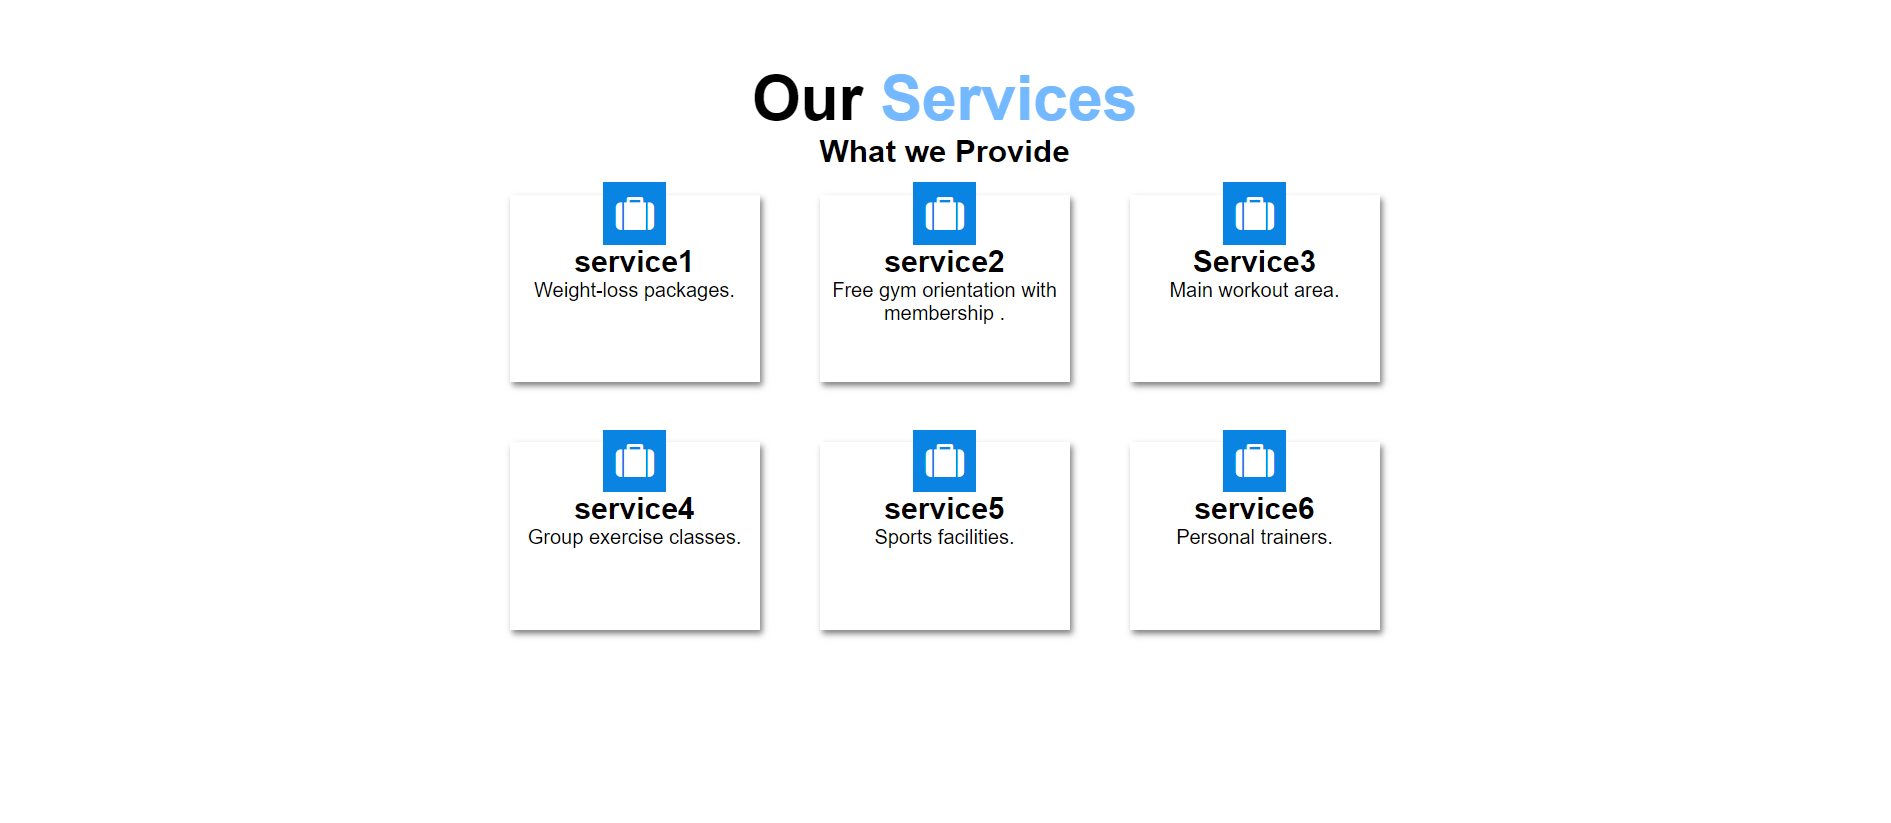 Our Services
What we Provide
service1
Weight-loss packages.
service2
Free gym orientation with
membership .
Service3
Main workout area.
service4
Group exercise classes.
service5
Sports facilities.
service6
Personal trainers.